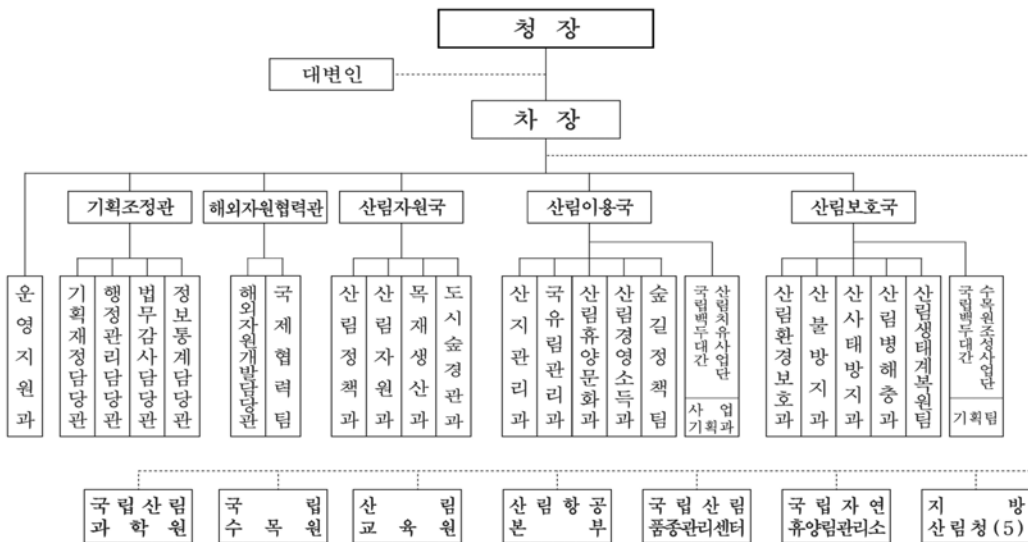 청 장
대변인
차 장
기획조정관
해외자원협력관
산림자원국
산림이용국
산림보호국
운영지원과
기획재정담당관
행정관리담당관
법무감사담당관
정보통계담당관
해외자원개발담당관
국제협력팀
산림정책과
산림자원과
목재생산과
도시숲경관과
산지관리과
국유림관리과
산림휴양문화과
산림경영소득과
숲길정책팀
국립백두대간
산림치유사업단
사 업
기획과
산림환경보호과
산불방지과
산사태방지과
산림병해충과
산림생태계복원팀
국립백두대간
수목원조성사업단
기획팀
국립산림
과 학 원
국 립
수 목 원
산 림
교 육 원
산림항공
본 부
국립산림
품종관리센터
국립자연
휴양림관리소
지 방
산림청(5)